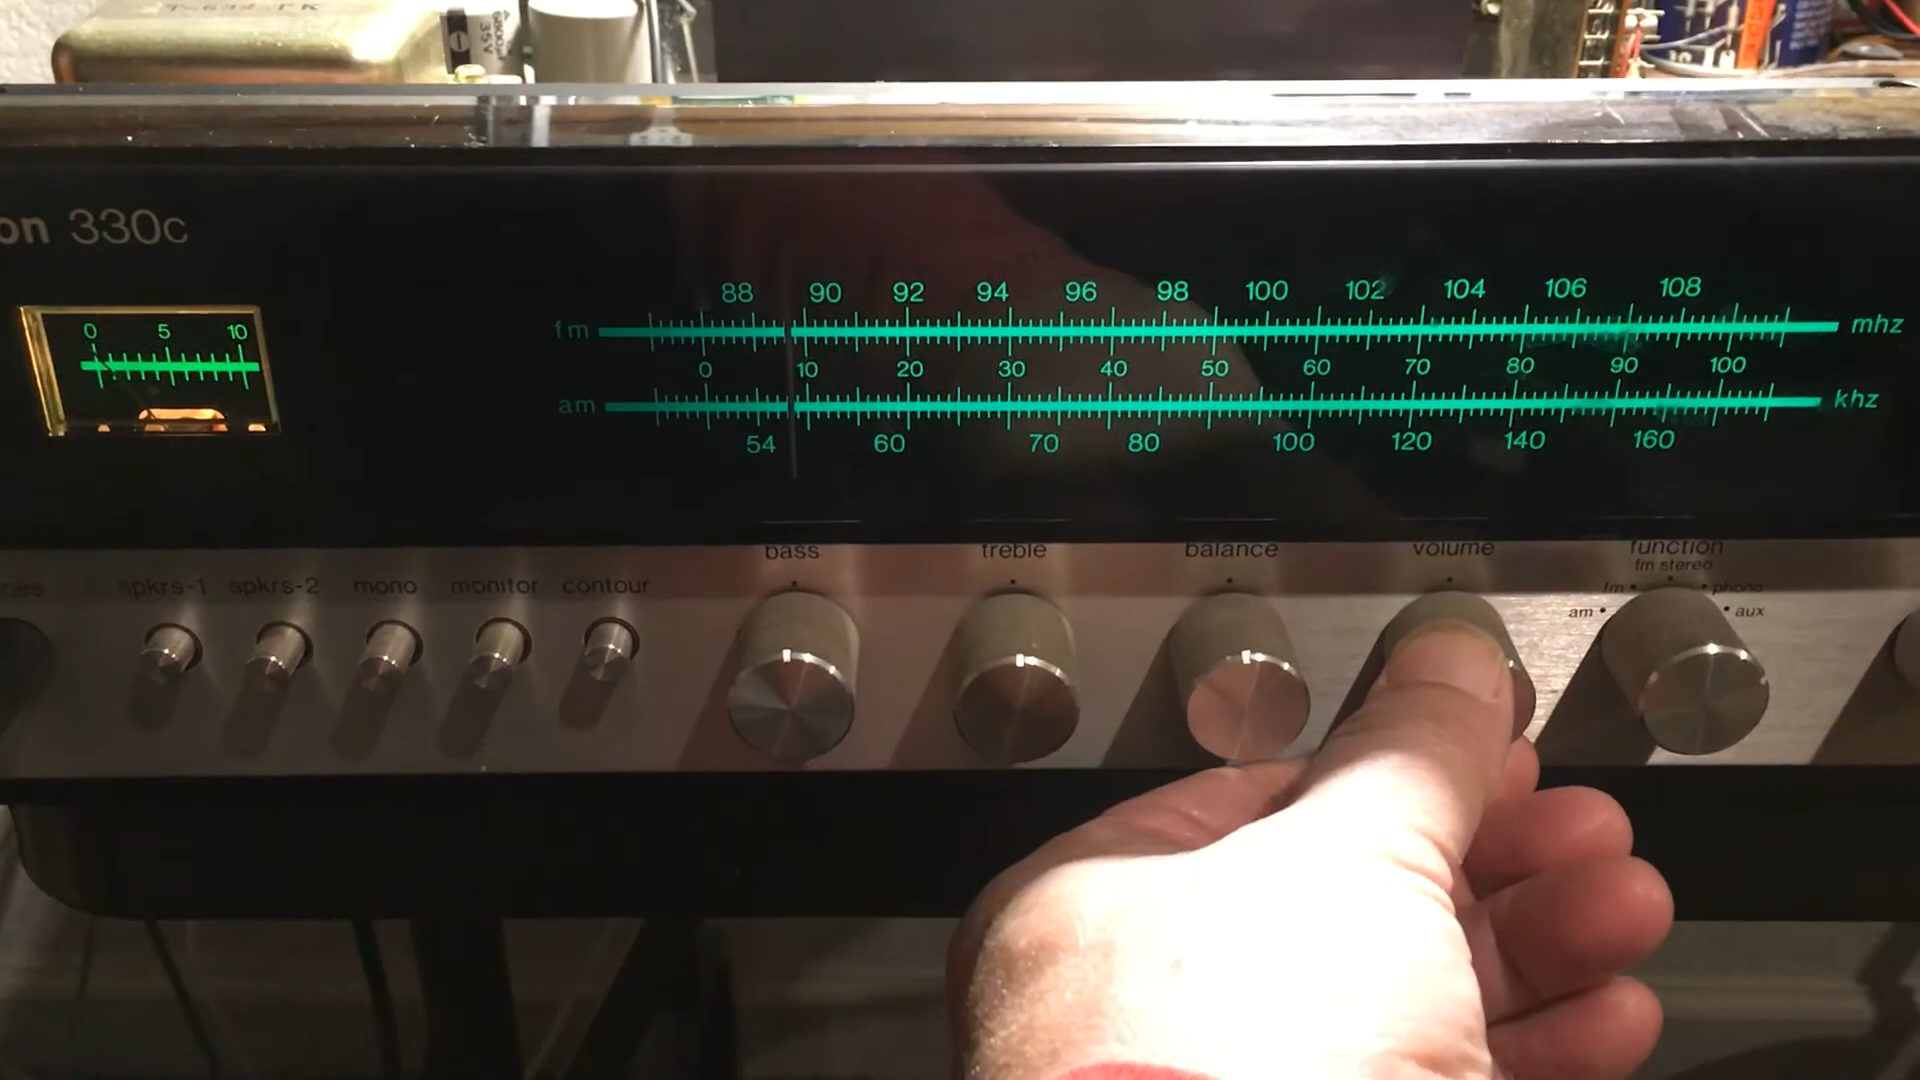 T-632-TK
35V
on 330c
0 5 10
88 90 92 94 96 98 100 102 104 106 108
fm mhz
0 10 20 30 40 50 60 70 80 90 100
am khz
54 60 70 80 100 120 140 160
bass treble balance volume function
fm stereo
spkrs-1 spkrs-2 mono monitor contour
fm phono
am aux